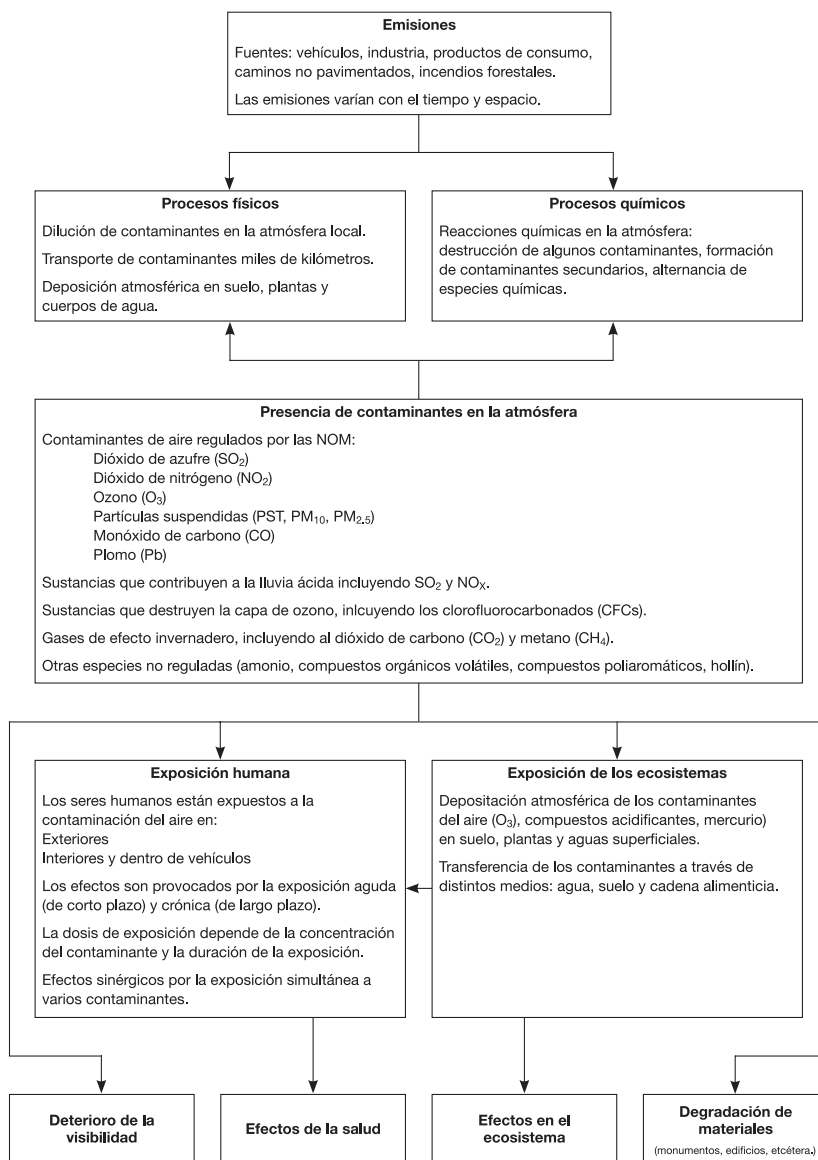 Emisiones
Fuentes: vehículos, industria, productos de consumo,
caminos no pavimentados, incendios forestales.
Las emisiones varían con el tiempo y espacio.
Procesos físicos
Dilución de contaminantes en la atmósfera local.
Transporte de contaminantes miles de kilómetros.
Deposición atmosférica en suelo, plantas y
cuerpos de agua.
Procesos químicos
Reacciones químicas en la atmósfera:
destrucción de algunos contaminantes, formación
de contaminantes secundarios, alternancia de
especies químicas.
Presencia de contaminantes en la atmósfera
Contaminantes de aire regulados por las NOM:
Dióxido de azufre (SO₂)
Dióxido de nitrógeno (NO₂)
Ozono (O₃)
Partículas suspendidas (PST, PM₁₀, PM₂.₅)
Monóxido de carbono (CO)
Plomo (Pb)
Sustancias que contribuyen a la lluvia ácida incluyendo SO₂ y NOX.
Sustancias que destruyen la capa de ozono, inlcuyendo los clorofluorocarbonados (CFCs).
Gases de efecto invernadero, incluyendo al dióxido de carbono (CO₂) y metano (CH₄).
Otras especies no reguladas (amonio, compuestos orgánicos volátiles, compuestos poliaromáticos, hollín).
Exposición humana
Los seres humanos están expuestos a la
contaminación del aire en:
Exteriores
Interiores y dentro de vehículos
Los efectos son provocados por la exposición aguda
(de corto plazo) y crónica (de largo plazo).
La dosis de exposición depende de la concentración
del contaminante y la duración de la exposición.
Efectos sinérgicos por la exposición simultánea a
varios contaminantes.
Exposición de los ecosistemas
Depositación atmosférica de los contaminantes
del aire (O₃), compuestos acidificantes, mercurio)
en suelo, plantas y aguas superficiales.
Transferencia de los contaminantes a través de
distintos medios: agua, suelo y cadena alimenticia.
Deterioro de la
visibilidad
Efectos de la salud
Efectos en el
ecosistema
Degradación de
materiales
(monumentos, edificios, etcétera.)